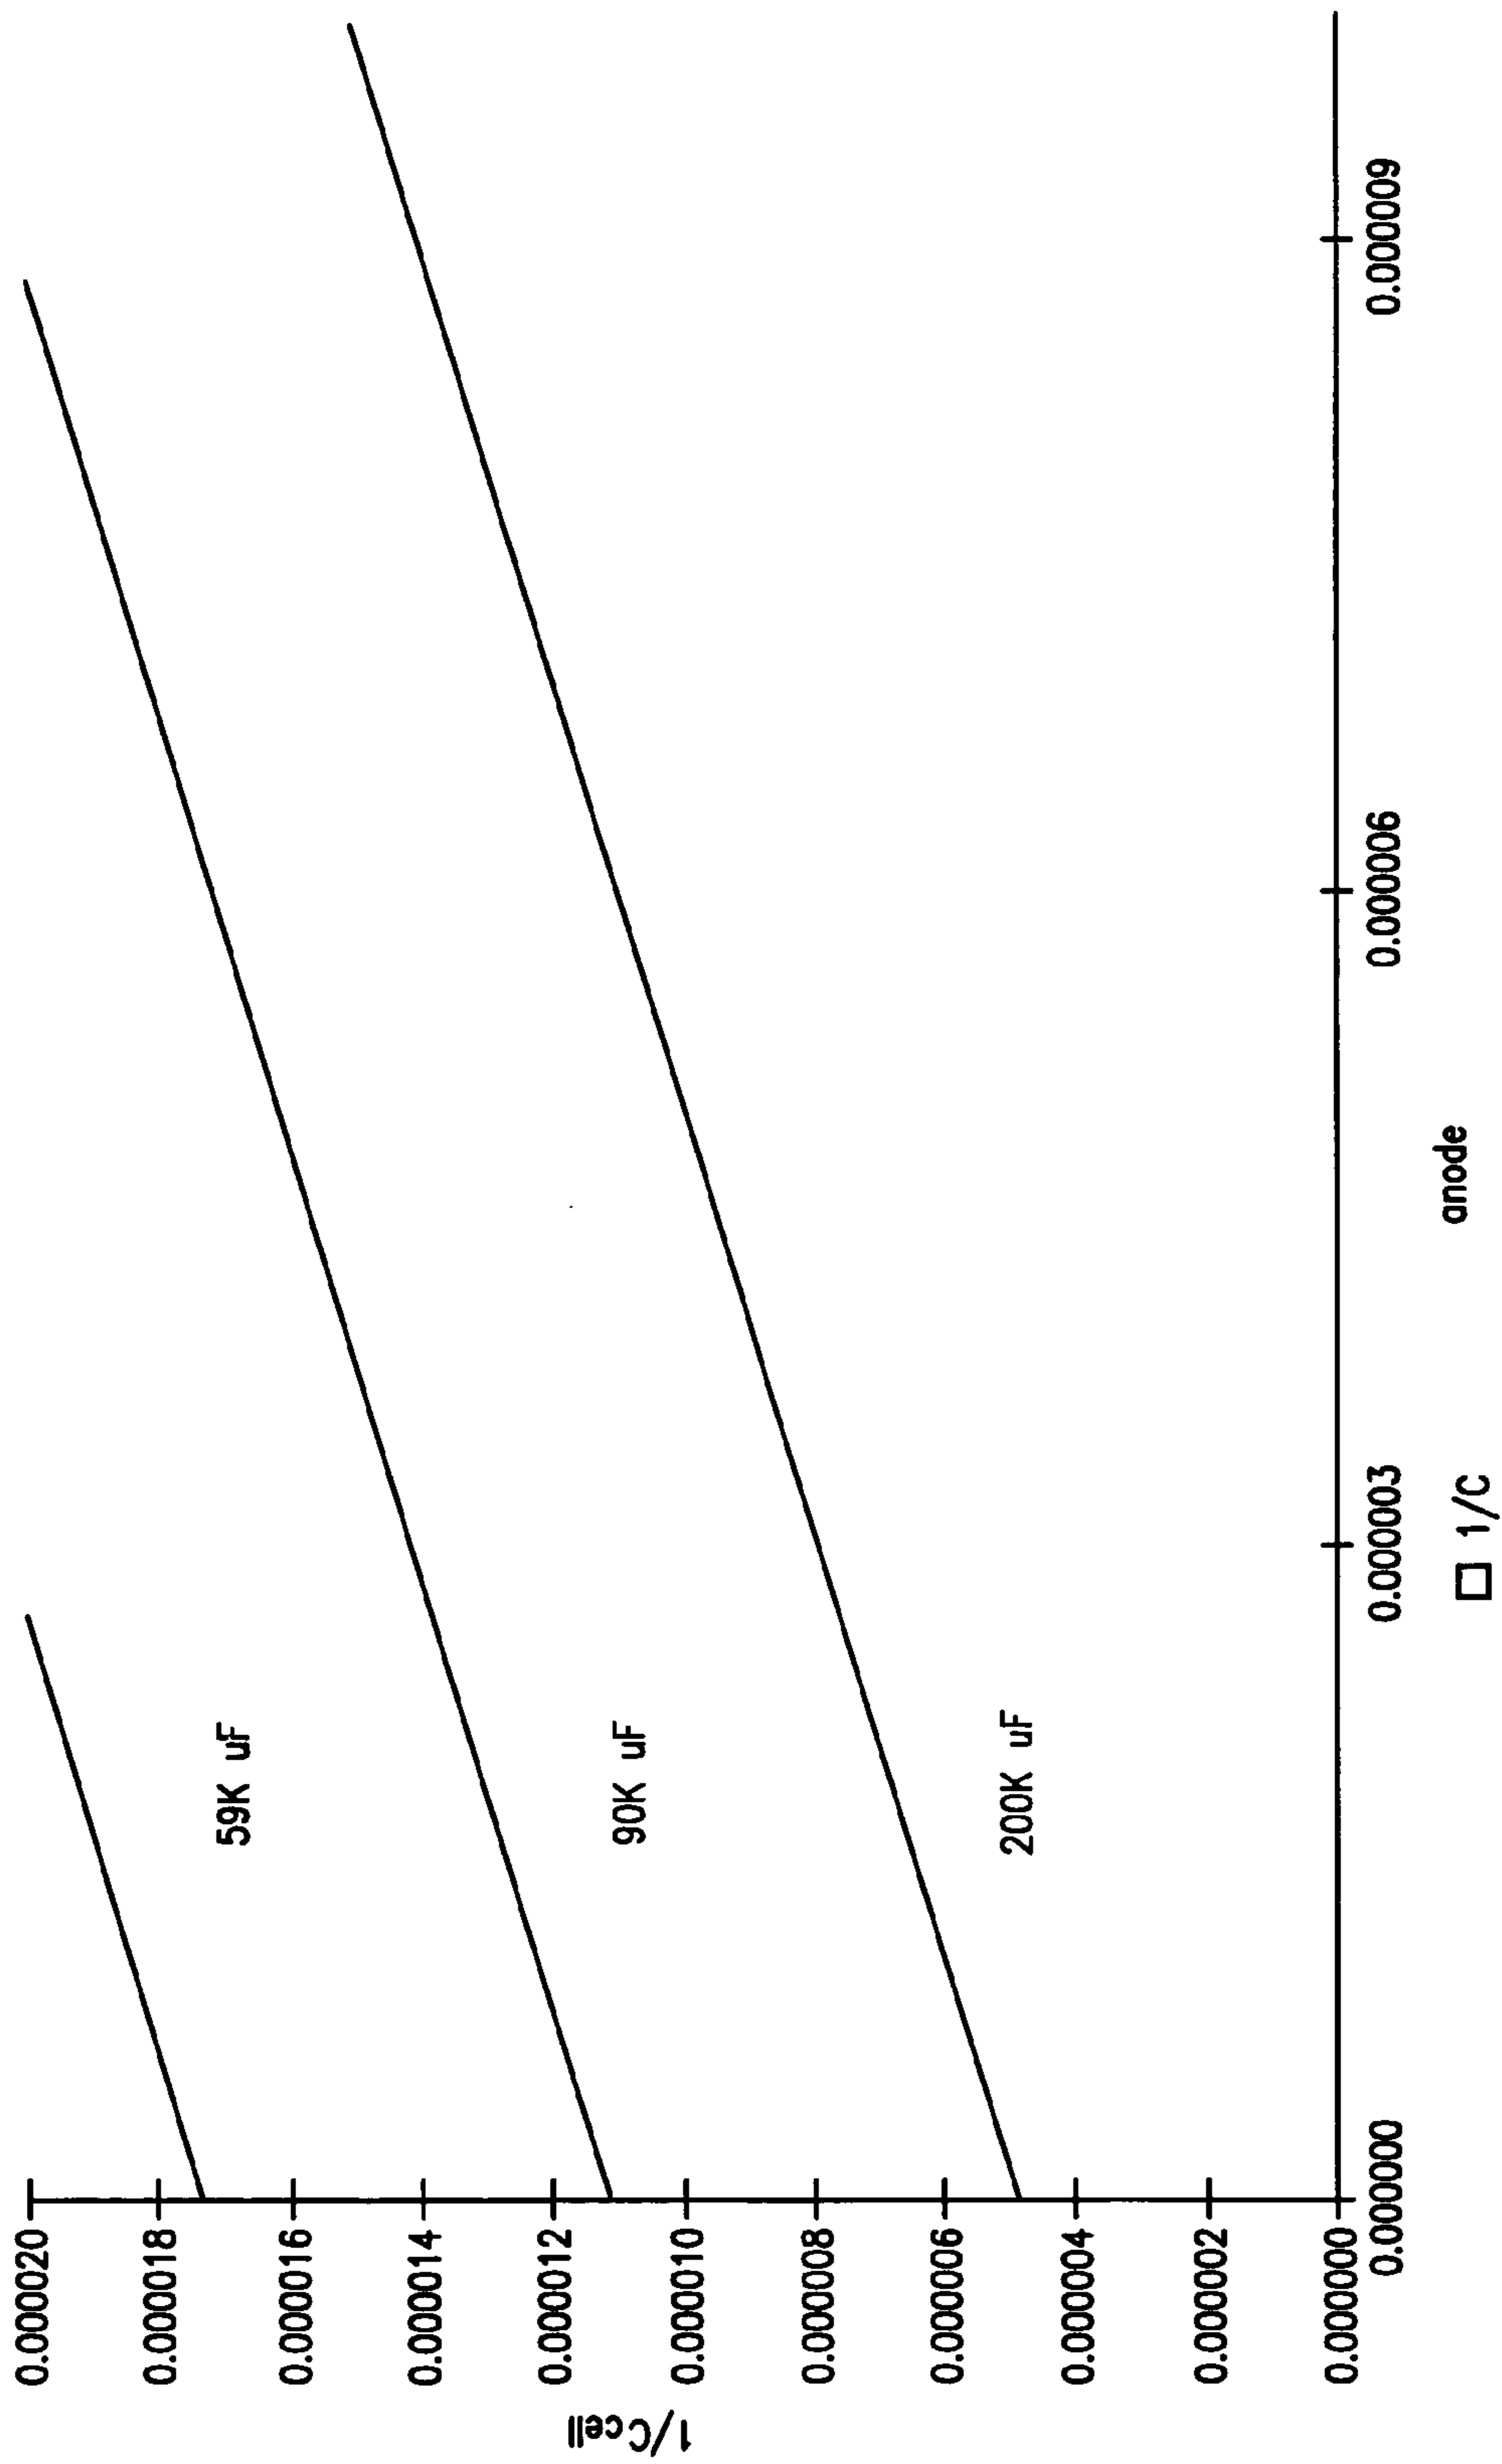 1/Ccell
0.000020
0.000018
0.000016
0.000014
0.000012
0.000010
0.000008
0.000006
0.000004
0.000002
0.000000
59K uF
90K uF
200K uF
0.000000
0.000003
0.000006
0.000009
anode
1/C